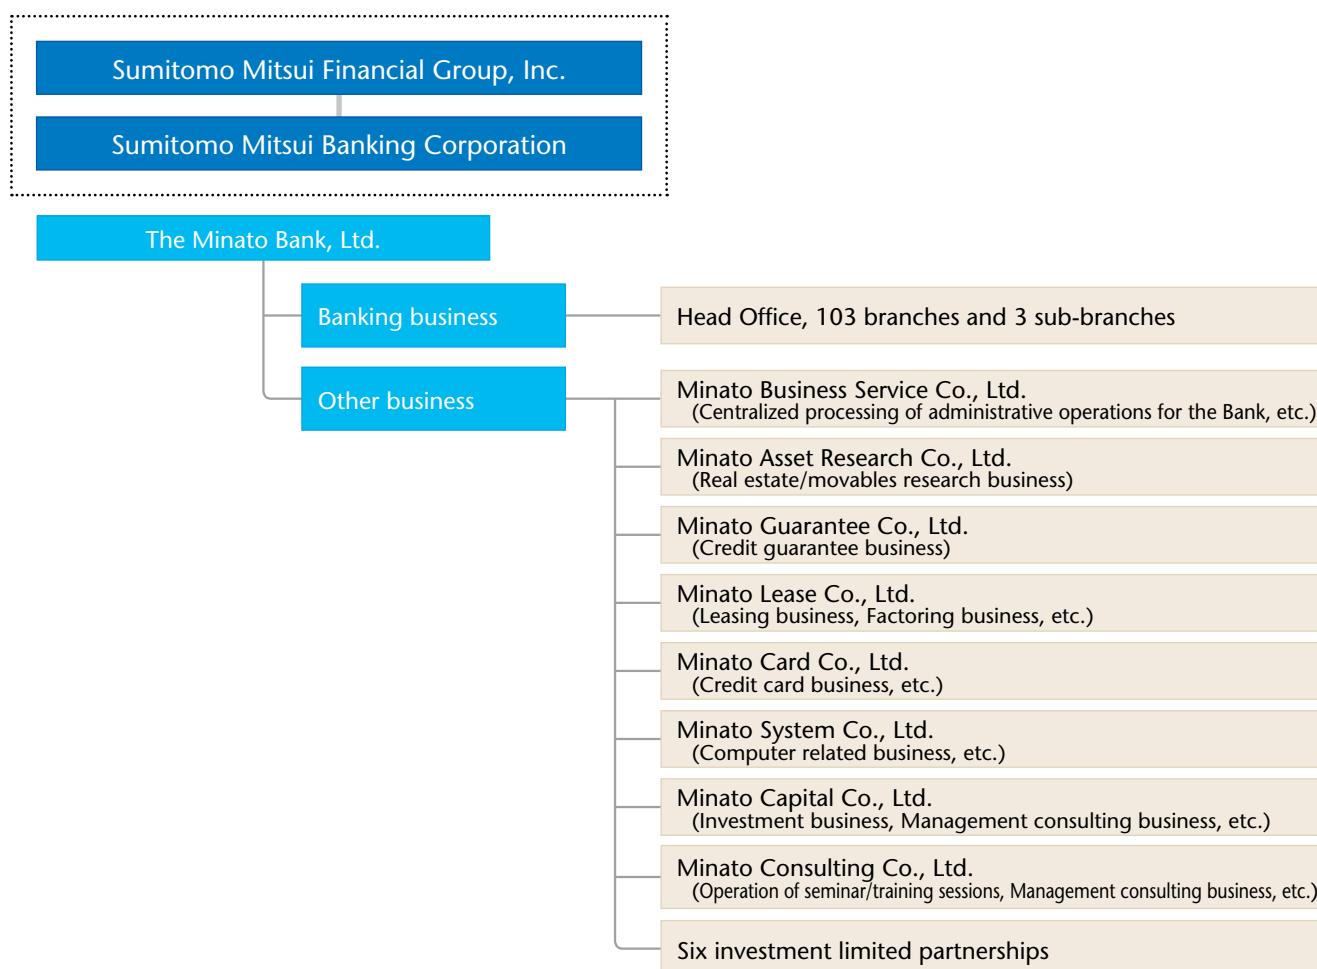 Sumitomo Mitsui Financial Group, Inc.
Sumitomo Mitsui Banking Corporation
The Minato Bank, Ltd.
Banking business
Head Office, 103 branches and 3 sub-branches
Other business
Minato Business Service Co., Ltd.
(Centralized processing of administrative operations for the Bank, etc.)
Minato Asset Research Co., Ltd.
(Real estate/movables research business)
Minato Guarantee Co., Ltd.
(Credit guarantee business)
Minato Lease Co., Ltd.
(Leasing business, Factoring business, etc.)
Minato Card Co., Ltd.
(Credit card business, etc.)
Minato System Co., Ltd.
(Computer related business, etc.)
Minato Capital Co., Ltd.
(Investment business, Management consulting business, etc.)
Minato Consulting Co., Ltd.
(Operation of seminar/training sessions, Management consulting business, etc.)
Six investment limited partnerships